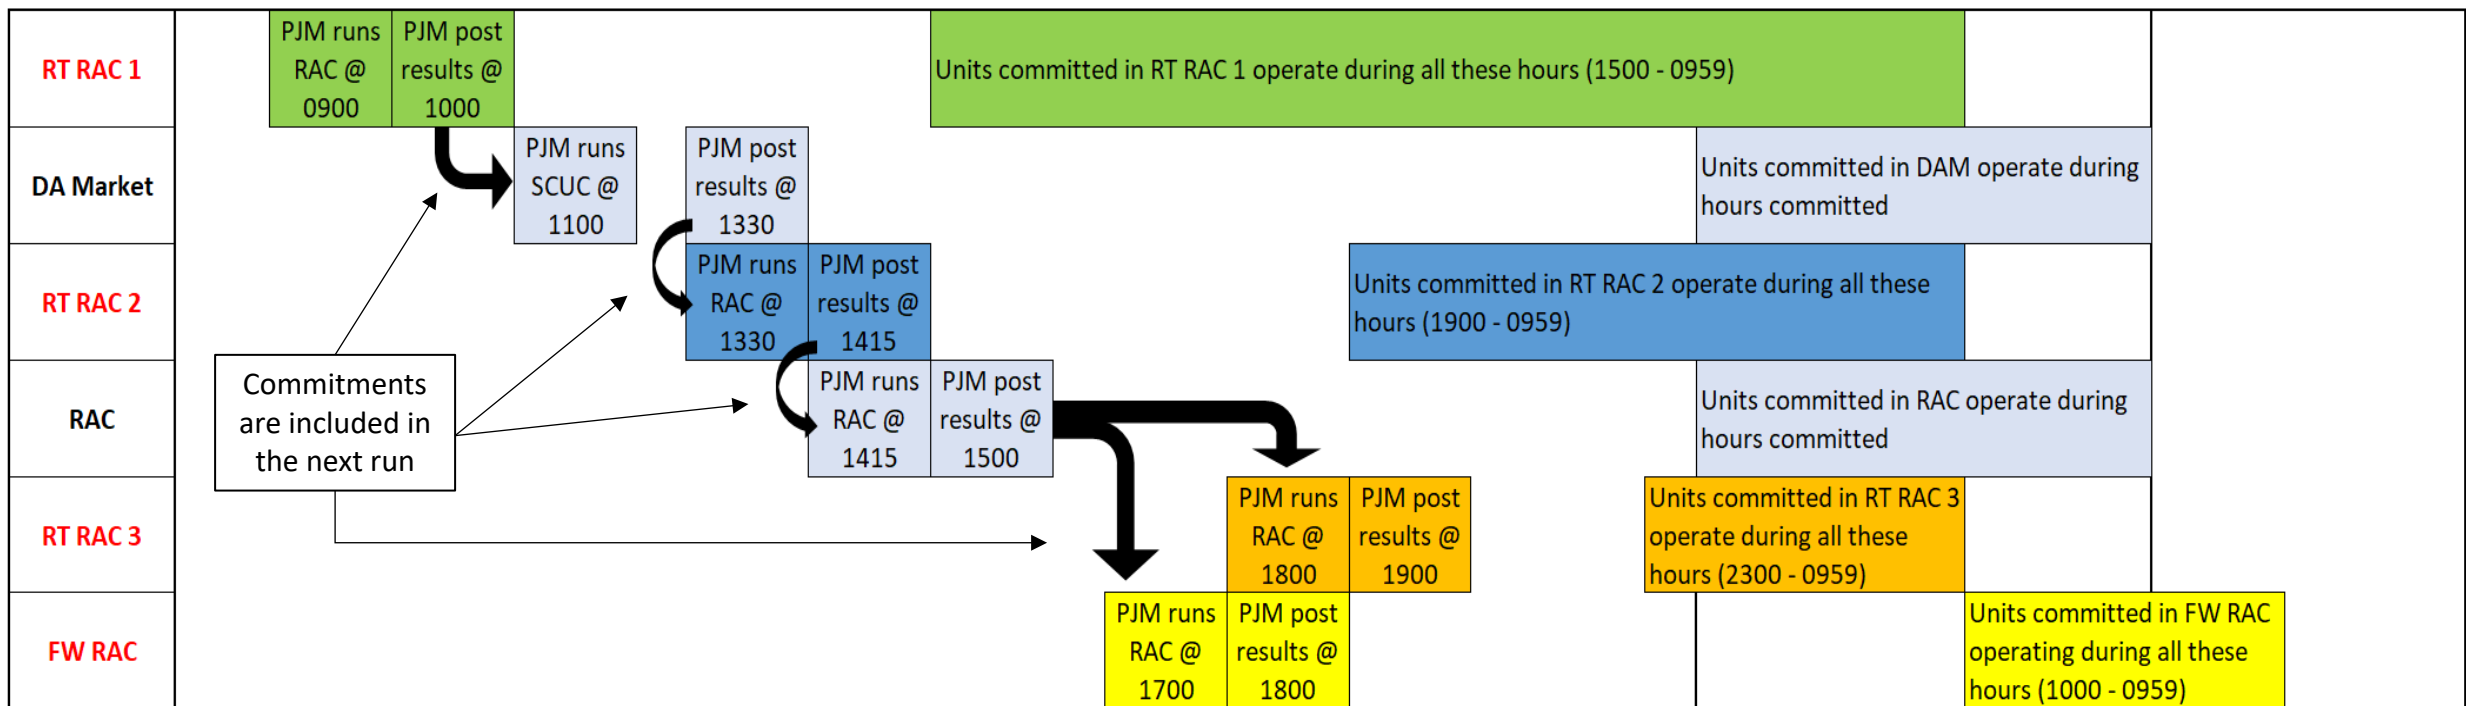 RT RAC 1
PJM runs
RAC @
0900
PJM post
results @
1000
Units committed in RT RAC 1 operate during all these hours (1500 - 0959)
DA Market
PJM runs
SCUC @
1100
PJM post
results @
1330
Units committed in DAM operate during
hours committed
RT RAC 2
PJM runs
RAC @
1330
PJM post
results @
1415
Units committed in RT RAC 2 operate during all these
hours (1900 - 0959)
Commitments
are included in
the next run
RAC
PJM runs
RAC @
1415
PJM post
results @
1500
Units committed in RAC operate during
hours committed
RT RAC 3
PJM runs
RAC @
1800
PJM post
results @
1900
Units committed in RT RAC 3
operate during all these
hours (2300 - 0959)
FW RAC
PJM runs
RAC @
1700
PJM post
results @
1800
Units committed in FW RAC
operating during all these
hours (1000 - 0959)